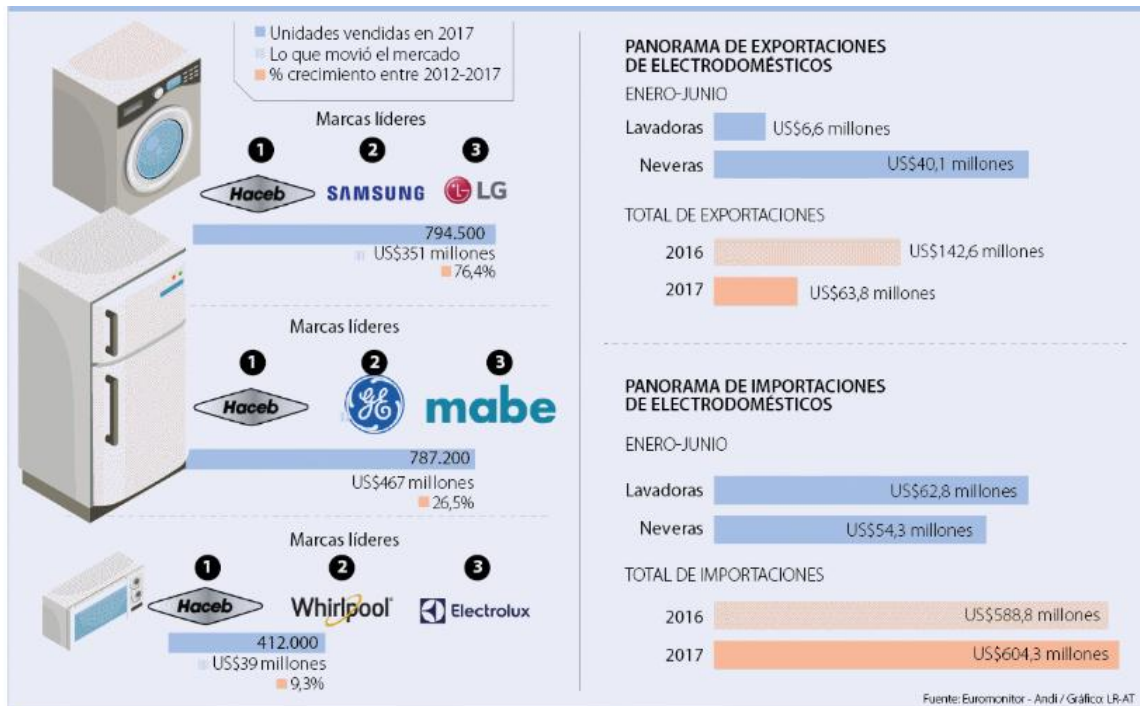 Unidades vendidas en 2017
Lo que movió el mercado
% crecimiento entre 2012-2017
Marcas líderes
1 2 3
Haceb SAMSUNG LG
794.500
US$351 millones
76,4%
Marcas líderes
1 2 3
Haceb GE mabe
787.200
US$467 millones
26,5%
Marcas líderes
1 2 3
Haceb Whirlpool Electrolux
412.000
US$39 millones
9,3%
PANORAMA DE EXPORTACIONES
DE ELECTRODOMÉSTICOS
ENERO-JUNIO
Lavadoras US$6,6 millones
Neveras US$40,1 millones
TOTAL DE EXPORTACIONES
2016 US$142,6 millones
2017 US$63,8 millones
PANORAMA DE IMPORTACIONES
DE ELECTRODOMÉSTICOS
ENERO-JUNIO
Lavadoras US$62,8 millones
Neveras US$54,3 millones
TOTAL DE IMPORTACIONES
2016 US$588,8 millones
2017 US$604,3 millones
Fuente: Euromonitor - Andi / Gráfico: LR-AT